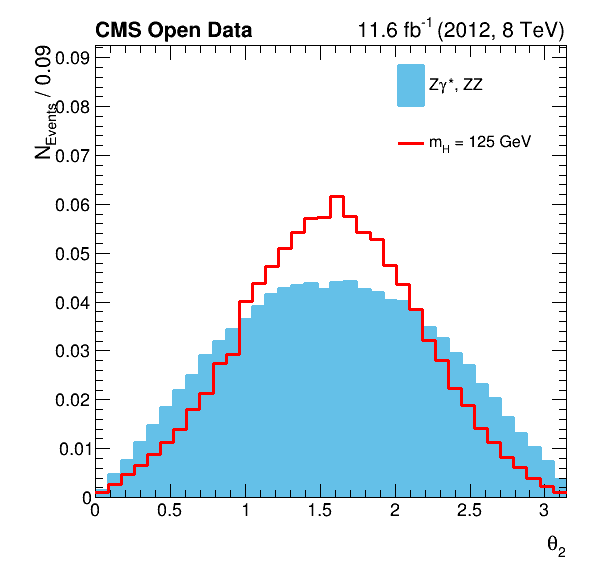 CMS Open Data 11.6 fb⁻¹ (2012, 8 TeV)
N_Events / 0.09
0.09
0.08
0.07
0.06
0.05
0.04
0.03
0.02
0.01
0
Zγ*, ZZ
m_H = 125 GeV
0 0.5 1 1.5 2 2.5 3
θ₂